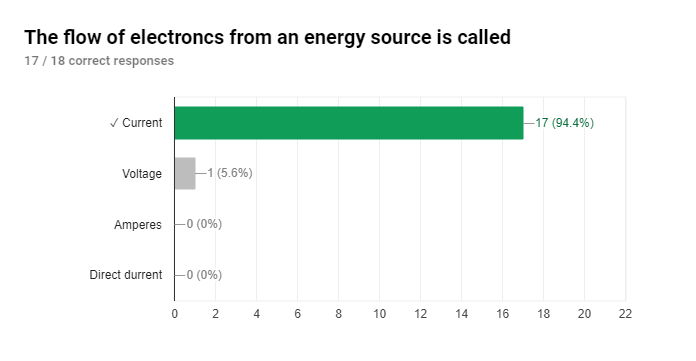 The flow of electroncs from an energy source is called
17 / 18 correct responses
✓ Current
17 (94.4%)
Voltage
1 (5.6%)
Amperes
0 (0%)
Direct durrent
0 (0%)
0 2 4 6 8 10 12 14 16 18 20 22